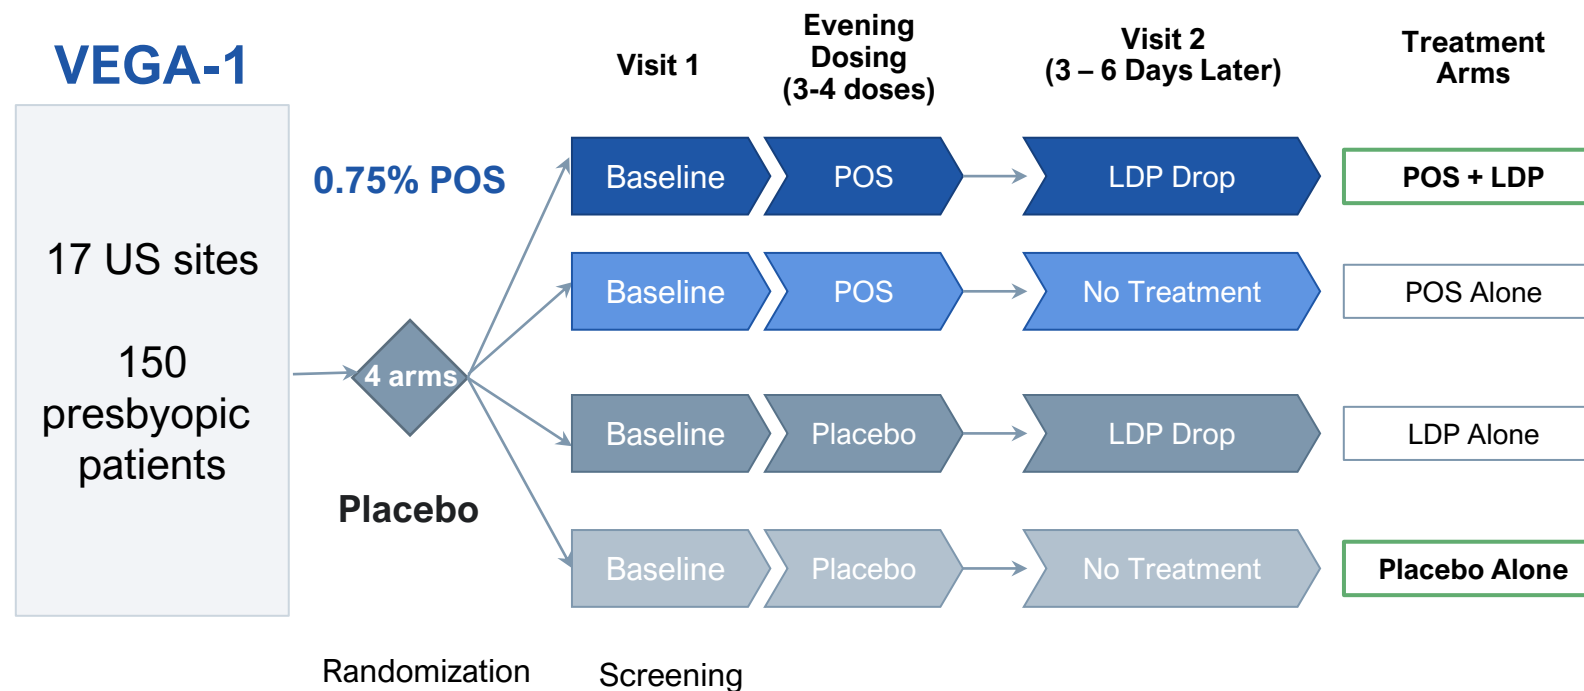 VEGA-1
17 US sites
150
presbyopic
patients
0.75% POS
4 arms
Placebo
Randomization
Visit 1
Evening
Dosing
(3-4 doses)
Visit 2
(3 – 6 Days Later)
Treatment
Arms
Baseline
POS
LDP Drop
POS + LDP
Baseline
POS
No Treatment
POS Alone
Baseline
Placebo
LDP Drop
LDP Alone
Baseline
Placebo
No Treatment
Placebo Alone
Screening